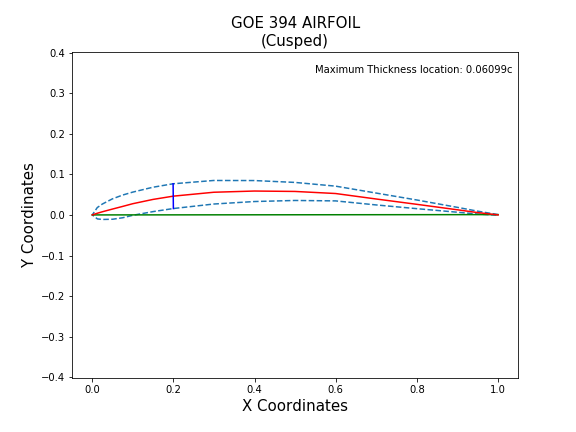 GOE 394 AIRFOIL
(Cusped)
Maximum Thickness location: 0.06099c
0.4
0.3
0.2
0.1
0.0
−0.1
−0.2
−0.3
−0.4
Y Coordinates
0.0 0.2 0.4 0.6 0.8 1.0
X Coordinates